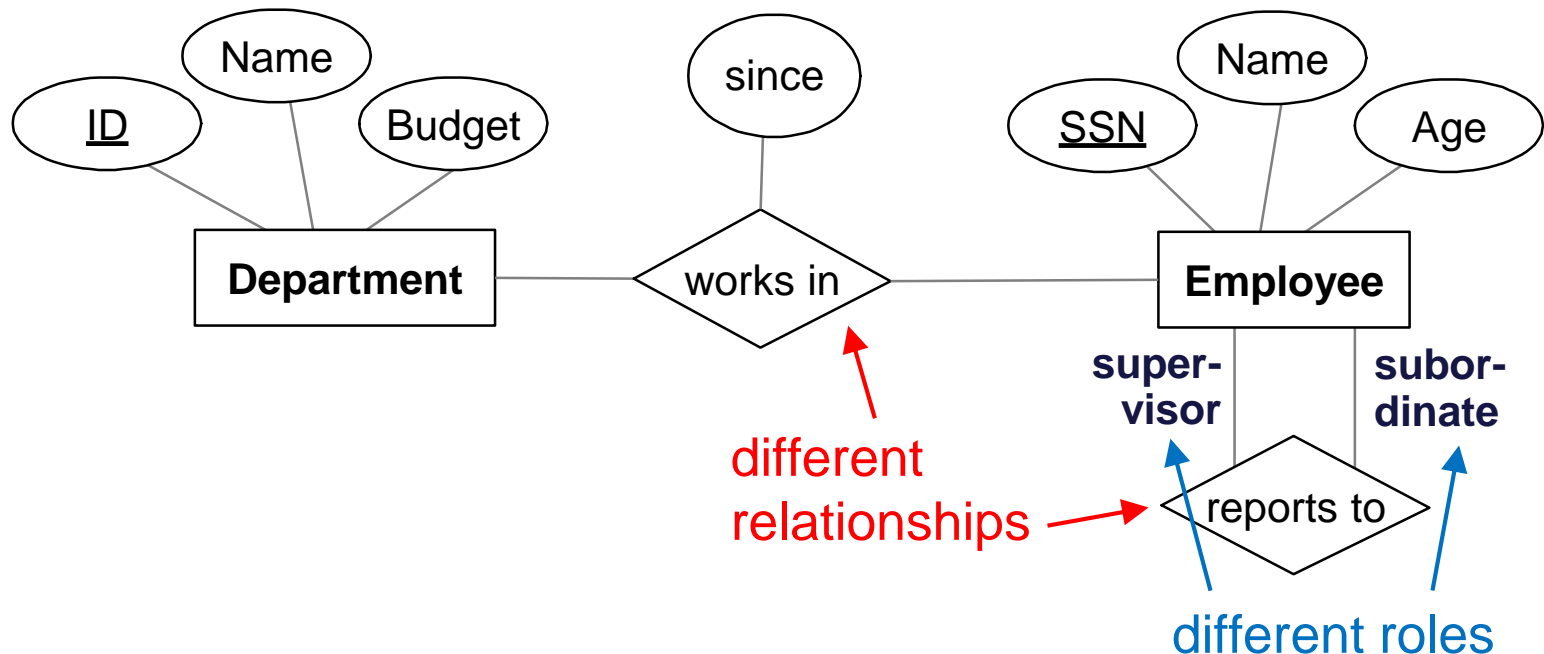 Name
since
Name
ID
Budget
SSN
Age
Department
works in
Employee
super-
visor
subor-
dinate
different
relationships
reports to
different roles